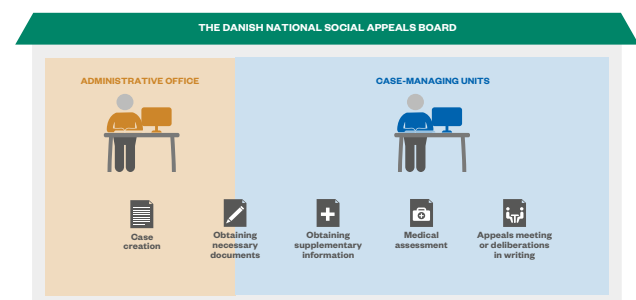 THE DANISH NATIONAL SOCIAL APPEALS BOARD
ADMINISTRATIVE OFFICE
CASE-MANAGING UNITS
Case
creation
Obtaining
necessary
documents
Obtaining
supplementary
information
Medical
assessment
Appeals meeting
or deliberations
in writing